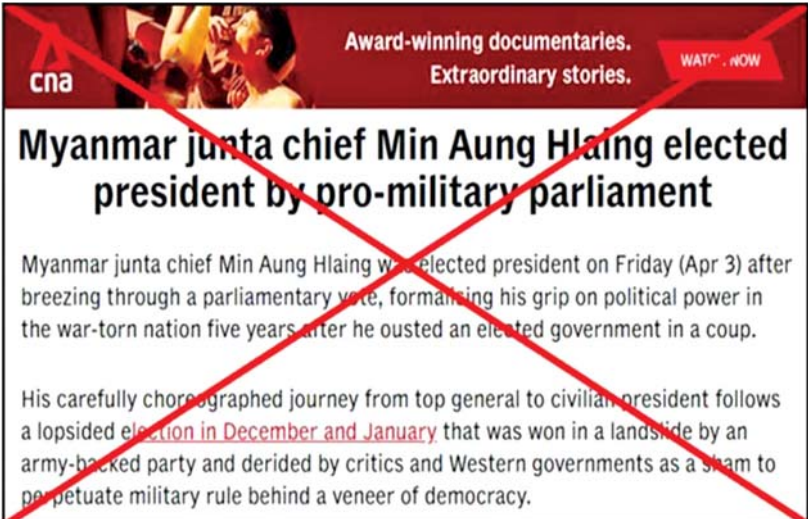 Award-winning documentaries.
Extraordinary stories.
WATCH NOW
cna
Myanmar junta chief Min Aung Hlaing elected
president by pro-military parliament
Myanmar junta chief Min Aung Hlaing was elected president on Friday (Apr 3) after
breezing through a parliamentary vote, formalising his grip on political power in
the war-torn nation five years after he ousted an elected government in a coup.
His carefully choreographed journey from top general to civilian president follows
a lopsided election in December and January that was won in a landslide by an
army-backed party and derided by critics and Western governments as a sham to
perpetuate military rule behind a veneer of democracy.